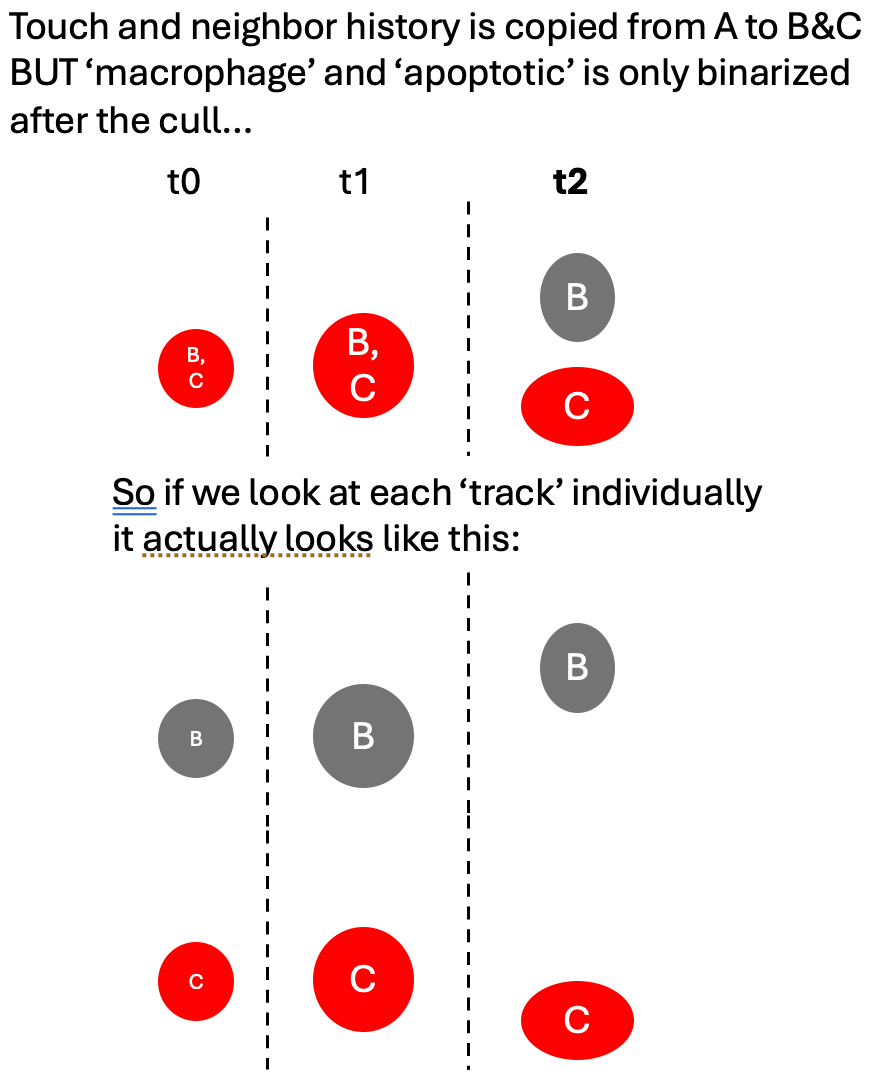 Touch and neighbor history is copied from A to B&C
BUT ‘macrophage’ and ‘apoptotic’ is only binarized
after the cull...
t0 t1 t2
B
B,
C
B,
C
C
So if we look at each ‘track’ individually
it actually looks like this:
B
B
B
C
C
C